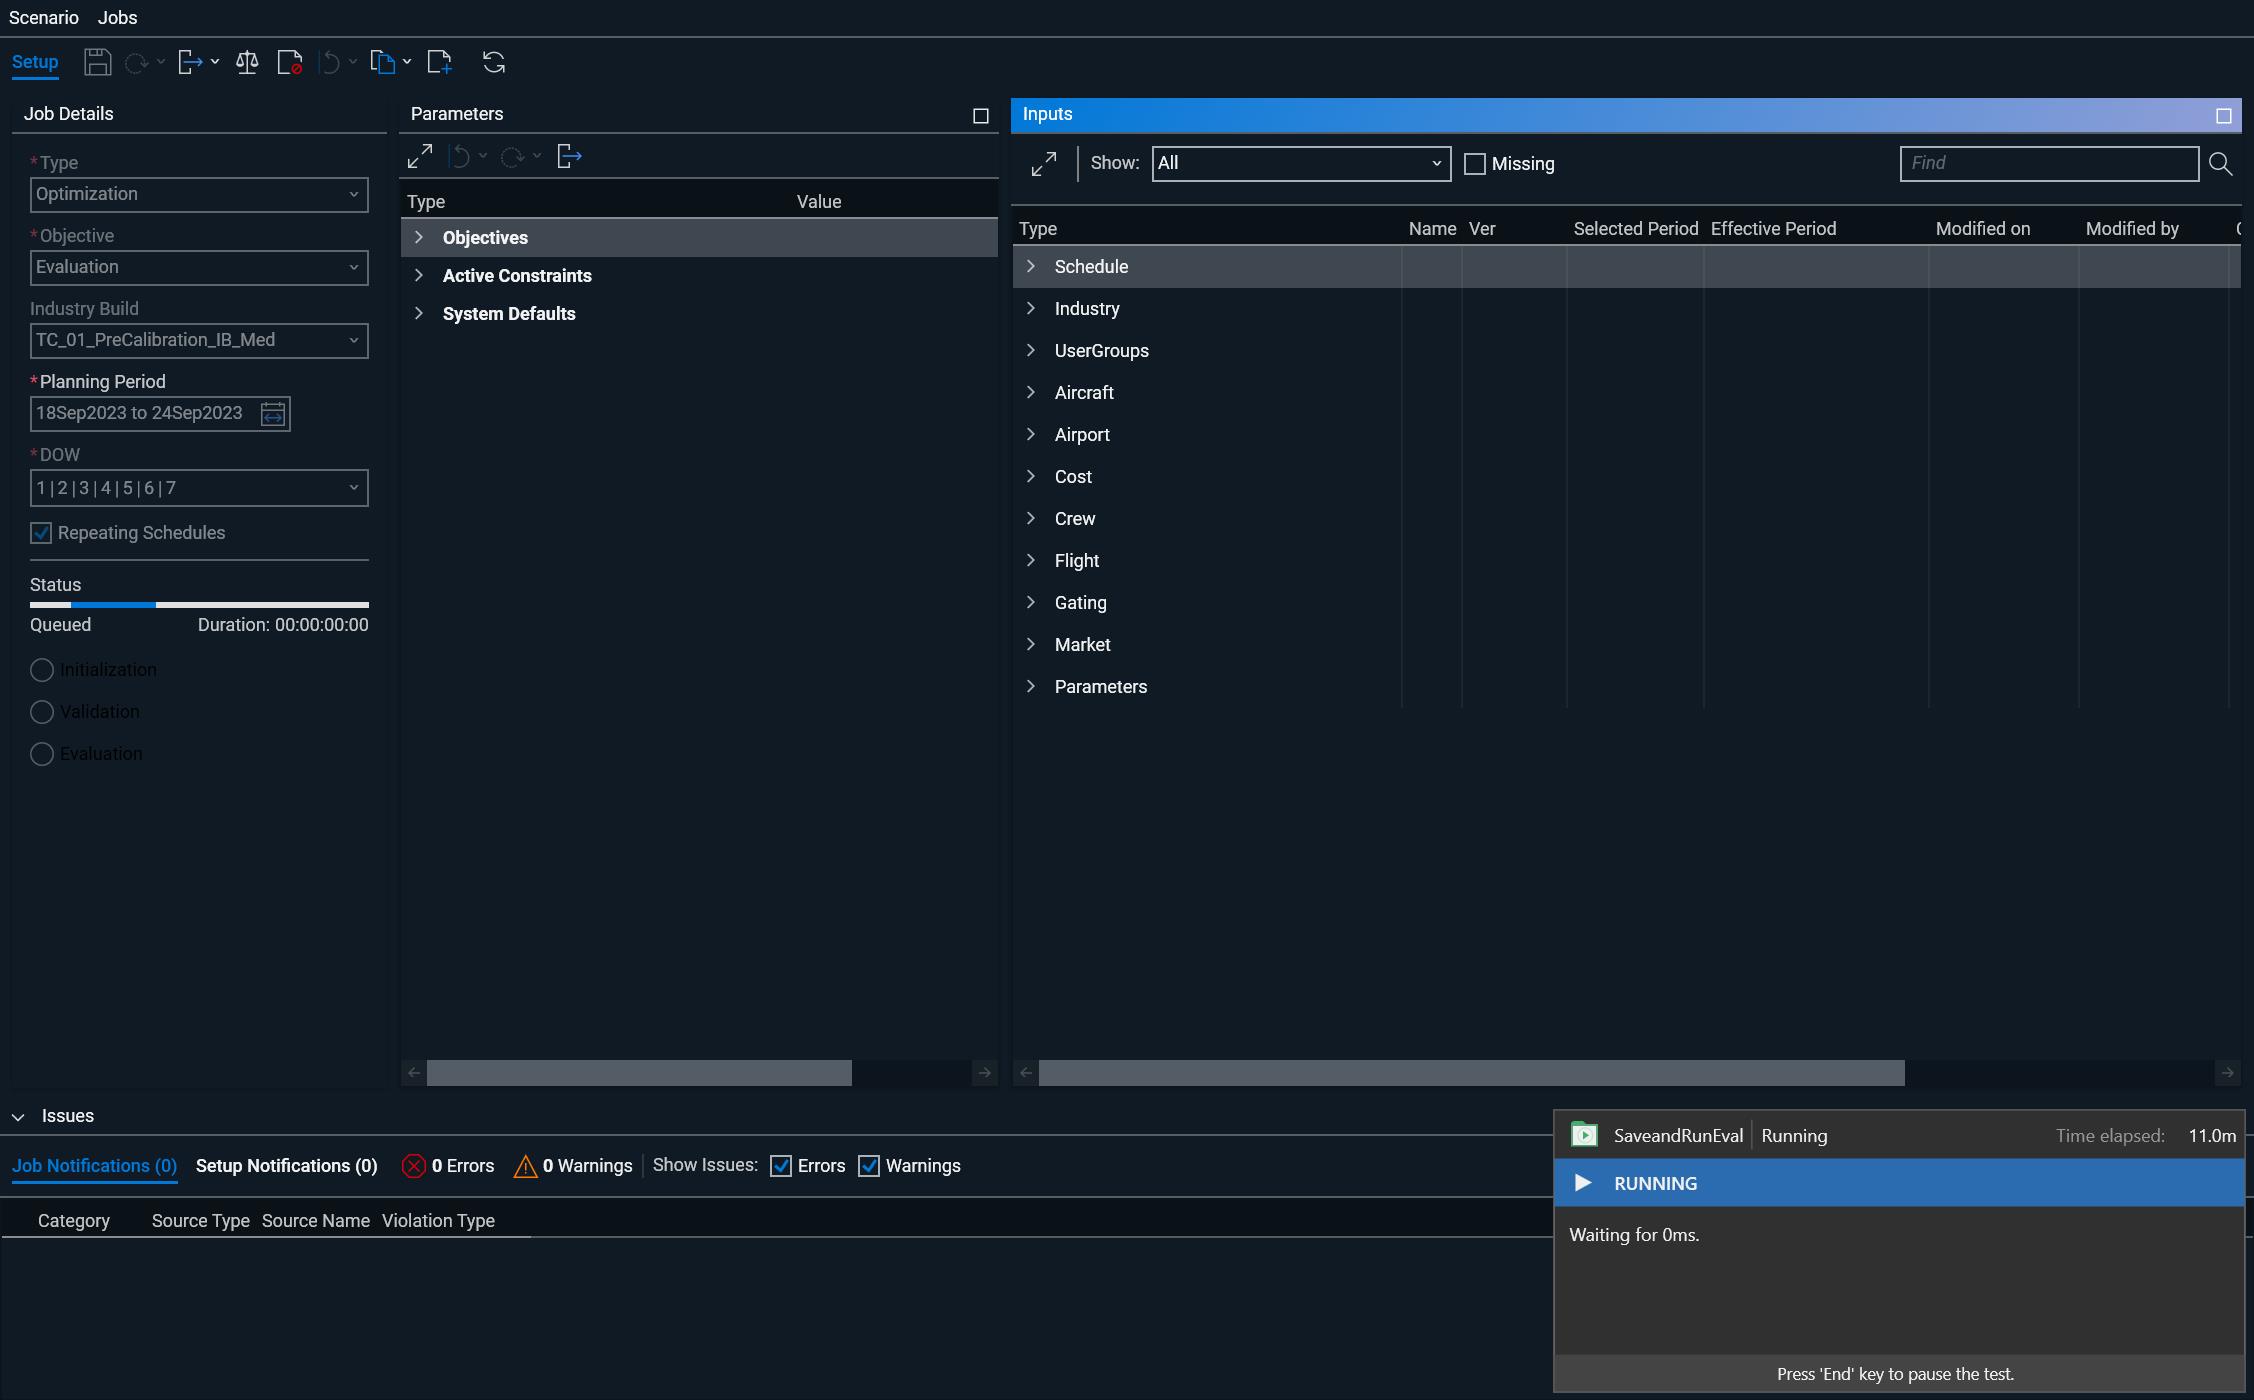 Scenario Jobs
Setup
Job Details
*Type
Optimization
*Objective
Evaluation
Industry Build
TC_01_PreCalibration_IB_Med
*Planning Period
18Sep2023 to 24Sep2023
*DOW
1 | 2 | 3 | 4 | 5 | 6 | 7
Repeating Schedules
Status
Queued Duration: 00:00:00:00
Initialization
Validation
Evaluation
Parameters
Type Value
Objectives
Active Constraints
System Defaults
Inputs
Show: All Missing Find
Type Name Ver Selected Period Effective Period Modified on Modified by
Schedule
Industry
UserGroups
Aircraft
Airport
Cost
Crew
Flight
Gating
Market
Parameters
Issues
Job Notifications (0) Setup Notifications (0) 0 Errors 0 Warnings Show Issues: Errors Warnings
Category Source Type Source Name Violation Type
SaveandRunEval Running Time elapsed: 11.0m
RUNNING
Waiting for 0ms.
Press 'End' key to pause the test.